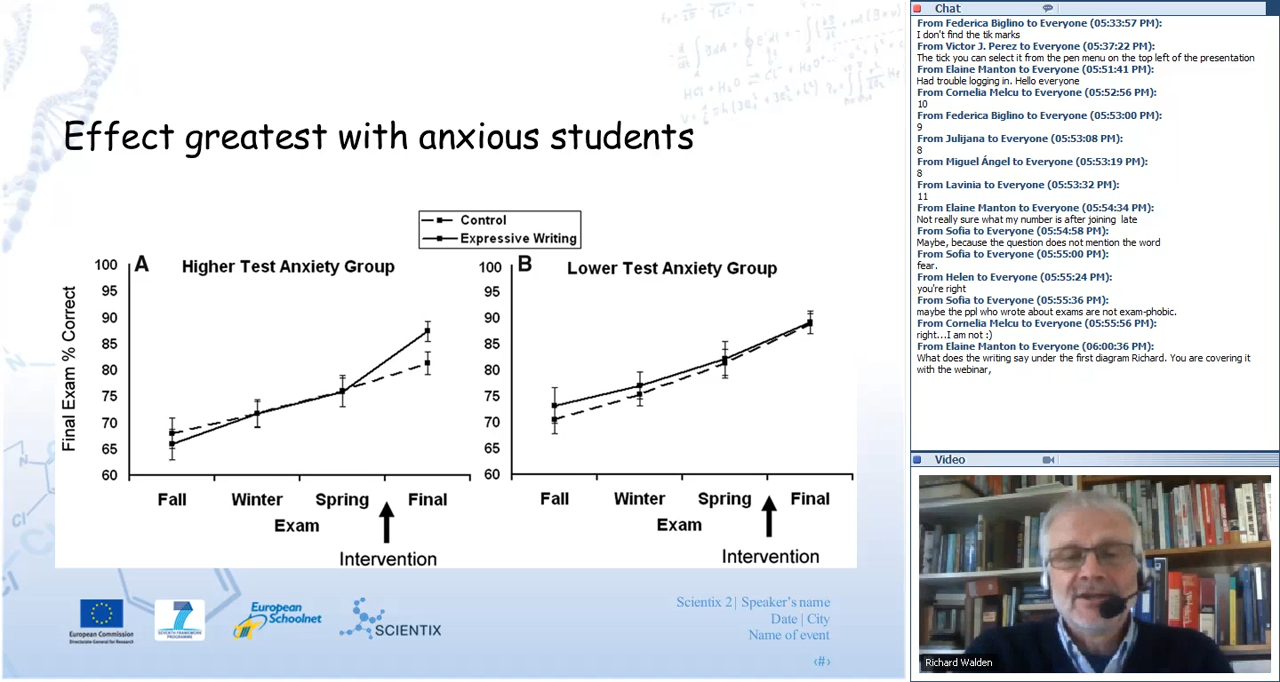 Effect greatest with anxious students
Control
Expressive Writing
A Higher Test Anxiety Group
Final Exam % Correct
100
95
90
85
80
75
70
65
60
Fall Winter Spring Final
Exam
Intervention
B Lower Test Anxiety Group
100
95
90
85
80
75
70
65
60
Fall Winter Spring Final
Exam
Intervention
European Commission
Directorate-General for Research
7
SEVENTH FRAMEWORK
PROGRAMME
European
Schoolnet
SCIENTIX
Scientix 2| Speaker's name
Date | City
Name of event
‹#›
Chat
From Federica Biglino to Everyone (05:33:57 PM):
I don't find the tik marks
From Victor J. Perez to Everyone (05:37:22 PM):
The tick you can select it from the pen menu on the top left of the presentation
From Elaine Manton to Everyone (05:51:41 PM):
Had trouble logging in. Hello everyone
From Cornelia Melcu to Everyone (05:52:56 PM):
10
From Federica Biglino to Everyone (05:53:00 PM):
9
From Julijana to Everyone (05:53:08 PM):
8
From Miguel Ángel to Everyone (05:53:19 PM):
8
From Lavinia to Everyone (05:53:32 PM):
11
From Elaine Manton to Everyone (05:54:34 PM):
Not really sure what my number is after joining late
From Sofia to Everyone (05:54:58 PM):
Maybe, because the question does not mention the word
From Sofia to Everyone (05:55:00 PM):
fear.
From Helen to Everyone (05:55:24 PM):
you're right
From Sofia to Everyone (05:55:36 PM):
maybe the ppl who wrote about exams are not exam-phobic.
From Cornelia Melcu to Everyone (05:55:56 PM):
right...I am not :)
From Elaine Manton to Everyone (06:00:36 PM):
What does the writing say under the first diagram Richard. You are covering it
with the webinar,
Video
Richard Walden